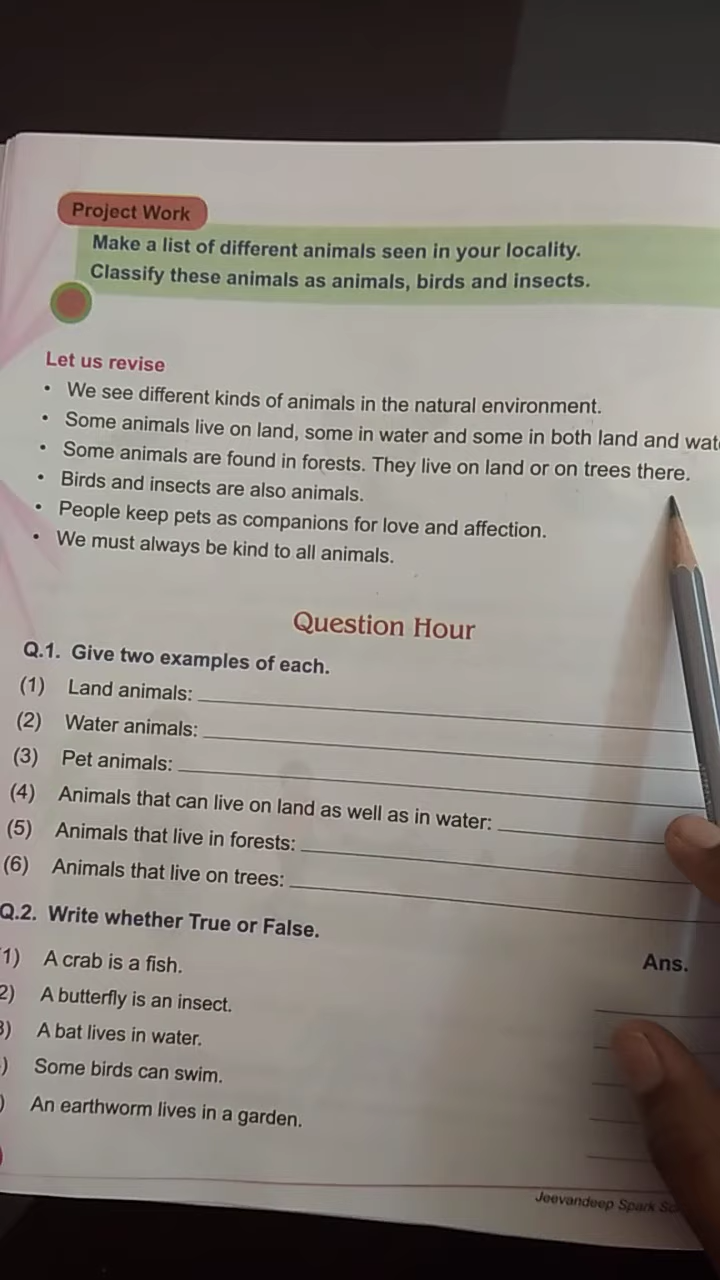 Project Work
Make a list of different animals seen in your locality.
Classify these animals as animals, birds and insects.
Let us revise
• We see different kinds of animals in the natural environment.
• Some animals live on land, some in water and some in both land and
• Some animals are found in forests. They live on land or on trees there.
• Birds and insects are also animals.
• People keep pets as companions for love and affection.
• We must always be kind to all animals.
Question Hour
Q.1. Give two examples of each.
(1) Land animals:
(2) Water animals:
(3) Pet animals:
(4) Animals that can live on land as well as in water:
(5) Animals that live in forests:
(6) Animals that live on trees:
Q.2. Write whether True or False.
Ans.
1) A crab is a fish.
2) A butterfly is an insect.
3) A bat lives in water.
) Some birds can swim.
) An earthworm lives in a garden.
Jeevandeep Spark